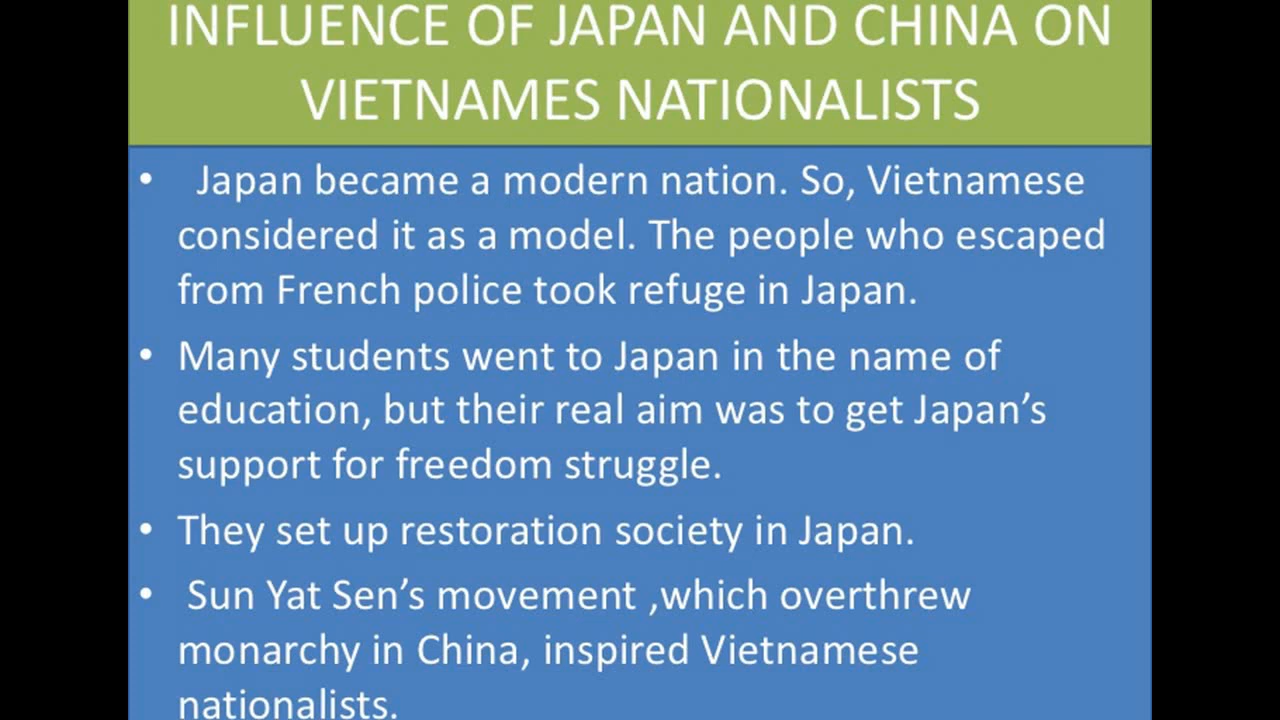 INFLUENCE OF JAPAN AND CHINA ON
VIETNAMES NATIONALISTS
• Japan became a modern nation. So, Vietnamese
considered it as a model. The people who escaped
from French police took refuge in Japan.
• Many students went to Japan in the name of
education, but their real aim was to get Japan’s
support for freedom struggle.
• They set up restoration society in Japan.
• Sun Yat Sen’s movement ,which overthrew
monarchy in China, inspired Vietnamese
nationalists.